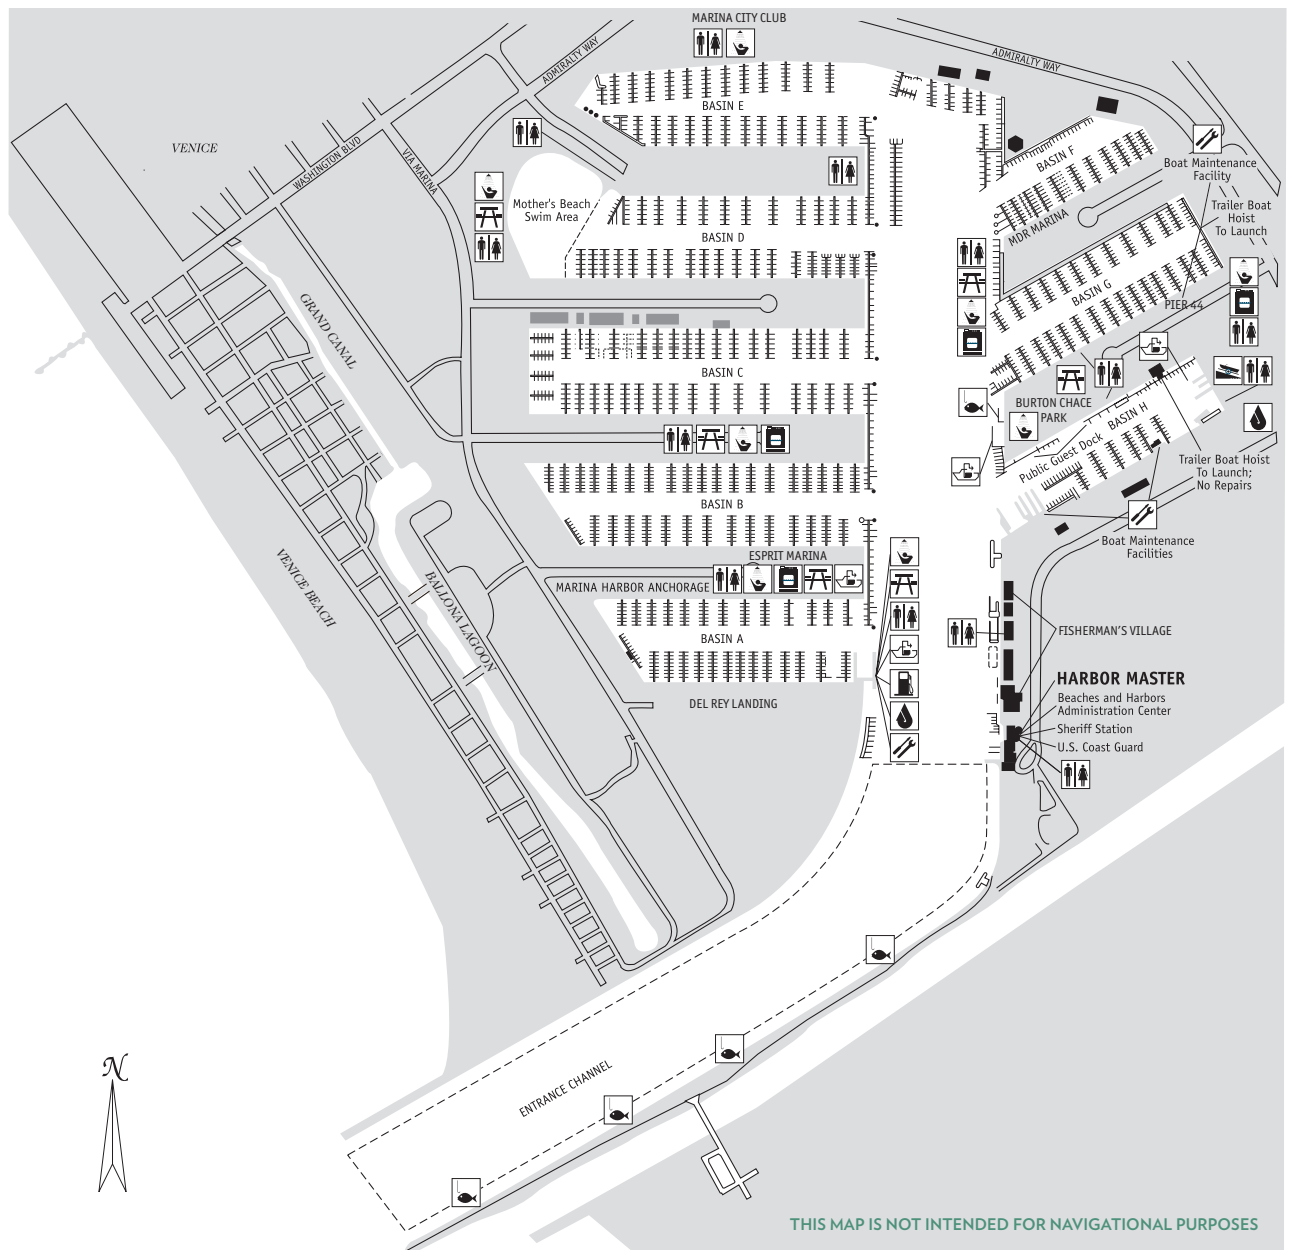 MARINA CITY CLUB
ADMIRALTY WAY
ADMIRALTY WAY
BASIN E
VENICE
WASHINGTON BLVD
VIA MARINA
BASIN F
Boat Maintenance
Facility
Mother's Beach
Swim Area
Trailer Boat
Hoist
To Launch
MDR MARINA
BASIN D
BASIN G
PIER 44
GRAND CANAL
BASIN C
BURTON CHACE
PARK
BASIN H
Public Guest Dock
Trailer Boat Hoist
To Launch;
No Repairs
BASIN B
Boat Maintenance
Facilities
ESPRIT MARINA
MARINA HARBOR ANCHORAGE
VENICE BEACH
BALLONA LAGOON
BASIN A
FISHERMAN'S VILLAGE
HARBOR MASTER
Beaches and Harbors
Administration Center
Sheriff Station
U.S. Coast Guard
DEL REY LANDING
ENTRANCE CHANNEL
N
THIS MAP IS NOT INTENDED FOR NAVIGATIONAL PURPOSES